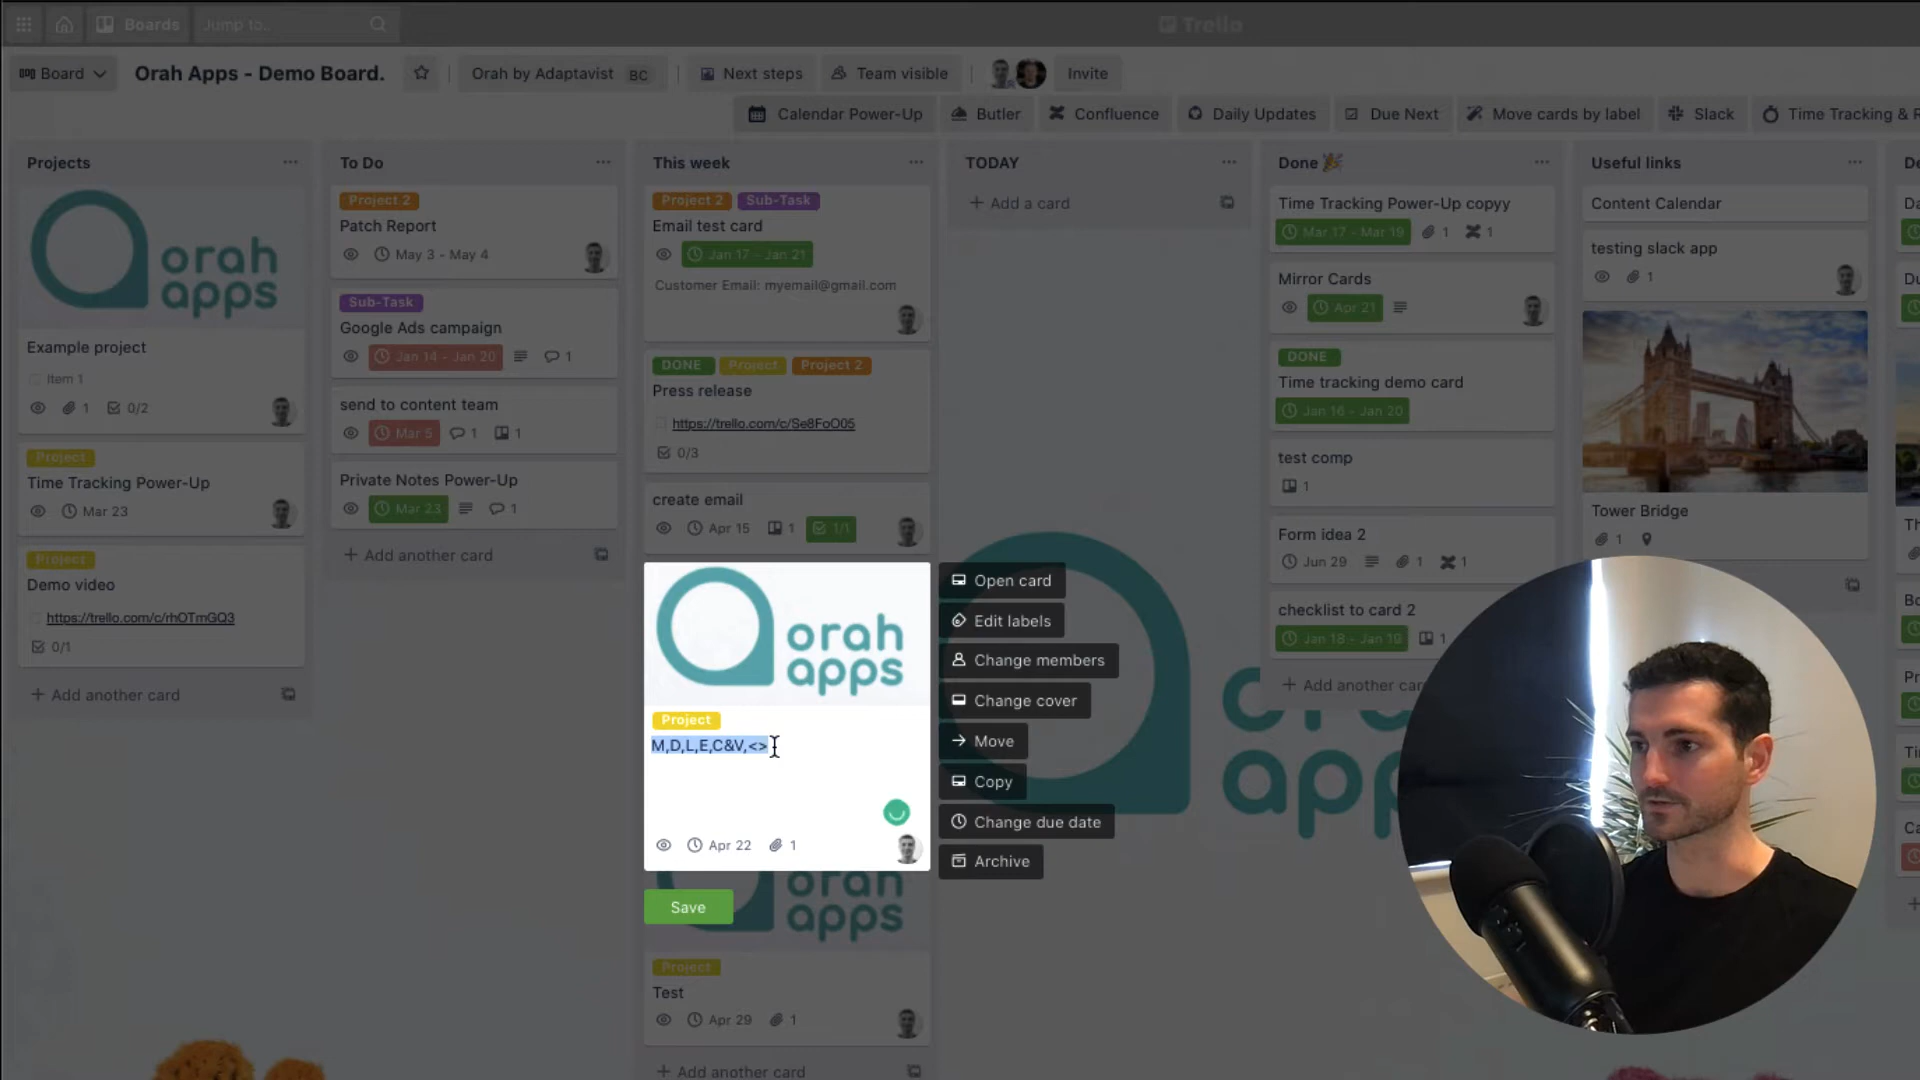 Boards
Jump to..
Trello
Board
Orah Apps - Demo Board.
Orah by Adaptavist BC
Next steps
Team visible
Invite
Calendar Power-Up
Butler
Confluence
Daily Updates
Due Next
Move cards by label
Slack
Time Tracking & R
Projects
orah
apps
Example project
Item 1
1
0/2
Project
Time Tracking Power-Up
Mar 23
Project
Demo video
https://trello.com/c/rhOTmGQ3
0/1
+ Add another card
To Do
Project 2
Patch Report
May 3 - May 4
Sub-Task
Google Ads campaign
Jan 14 - Jan 20
1
send to content team
Mar 5
1
1
Private Notes Power-Up
Mar 23
1
+ Add another card
This week
Project 2 Sub-Task
Email test card
Jan 17 - Jan 21
Customer Email: myemail@gmail.com
DONE Project Project 2
Press release
https://trello.com/c/Se8FoO05
0/3
create email
Apr 15
1
1/1
orah
apps
Project
M,D,L,E,C&V,<>
Apr 22
1
Save
orah
apps
Project
Test
Apr 29
1
+ Add another card
Open card
Edit labels
Change members
Change cover
Move
Copy
Change due date
Archive
TODAY
+ Add a card
Done
Time Tracking Power-Up copyy
Mar 17 - Mar 19
1
1
Mirror Cards
Apr 21
DONE
Time tracking demo card
Jan 16 - Jan 20
test comp
1
Form idea 2
Jun 29
1
1
checklist to card 2
Jan 18 - Jan 19
1
+ Add another car
Useful links
Content Calendar
testing slack app
1
Tower Bridge
1
De
Da
Du
Th
Bo
Pr
Ti
Ca